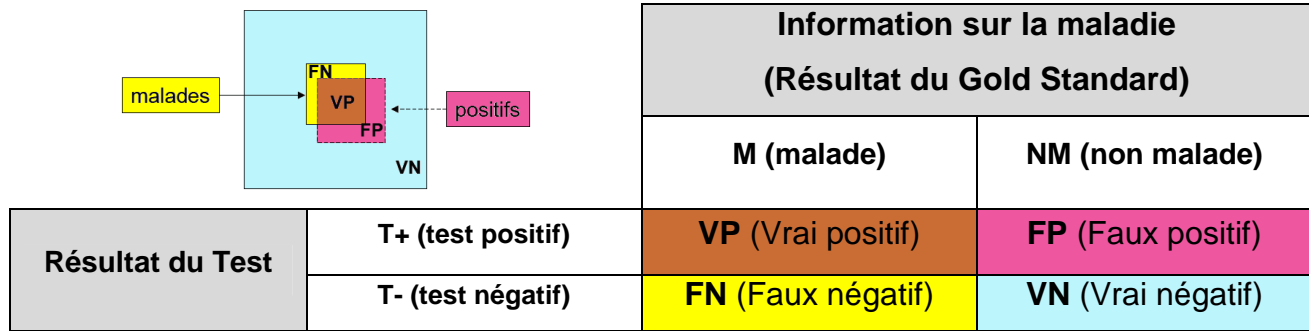 malades
FN
VP
FP
VN
positifs
Information sur la maladie
(Résultat du Gold Standard)
M (malade)
NM (non malade)
Résultat du Test
T+ (test positif)
VP (Vrai positif)
FP (Faux positif)
T- (test négatif)
FN (Faux négatif)
VN (Vrai négatif)